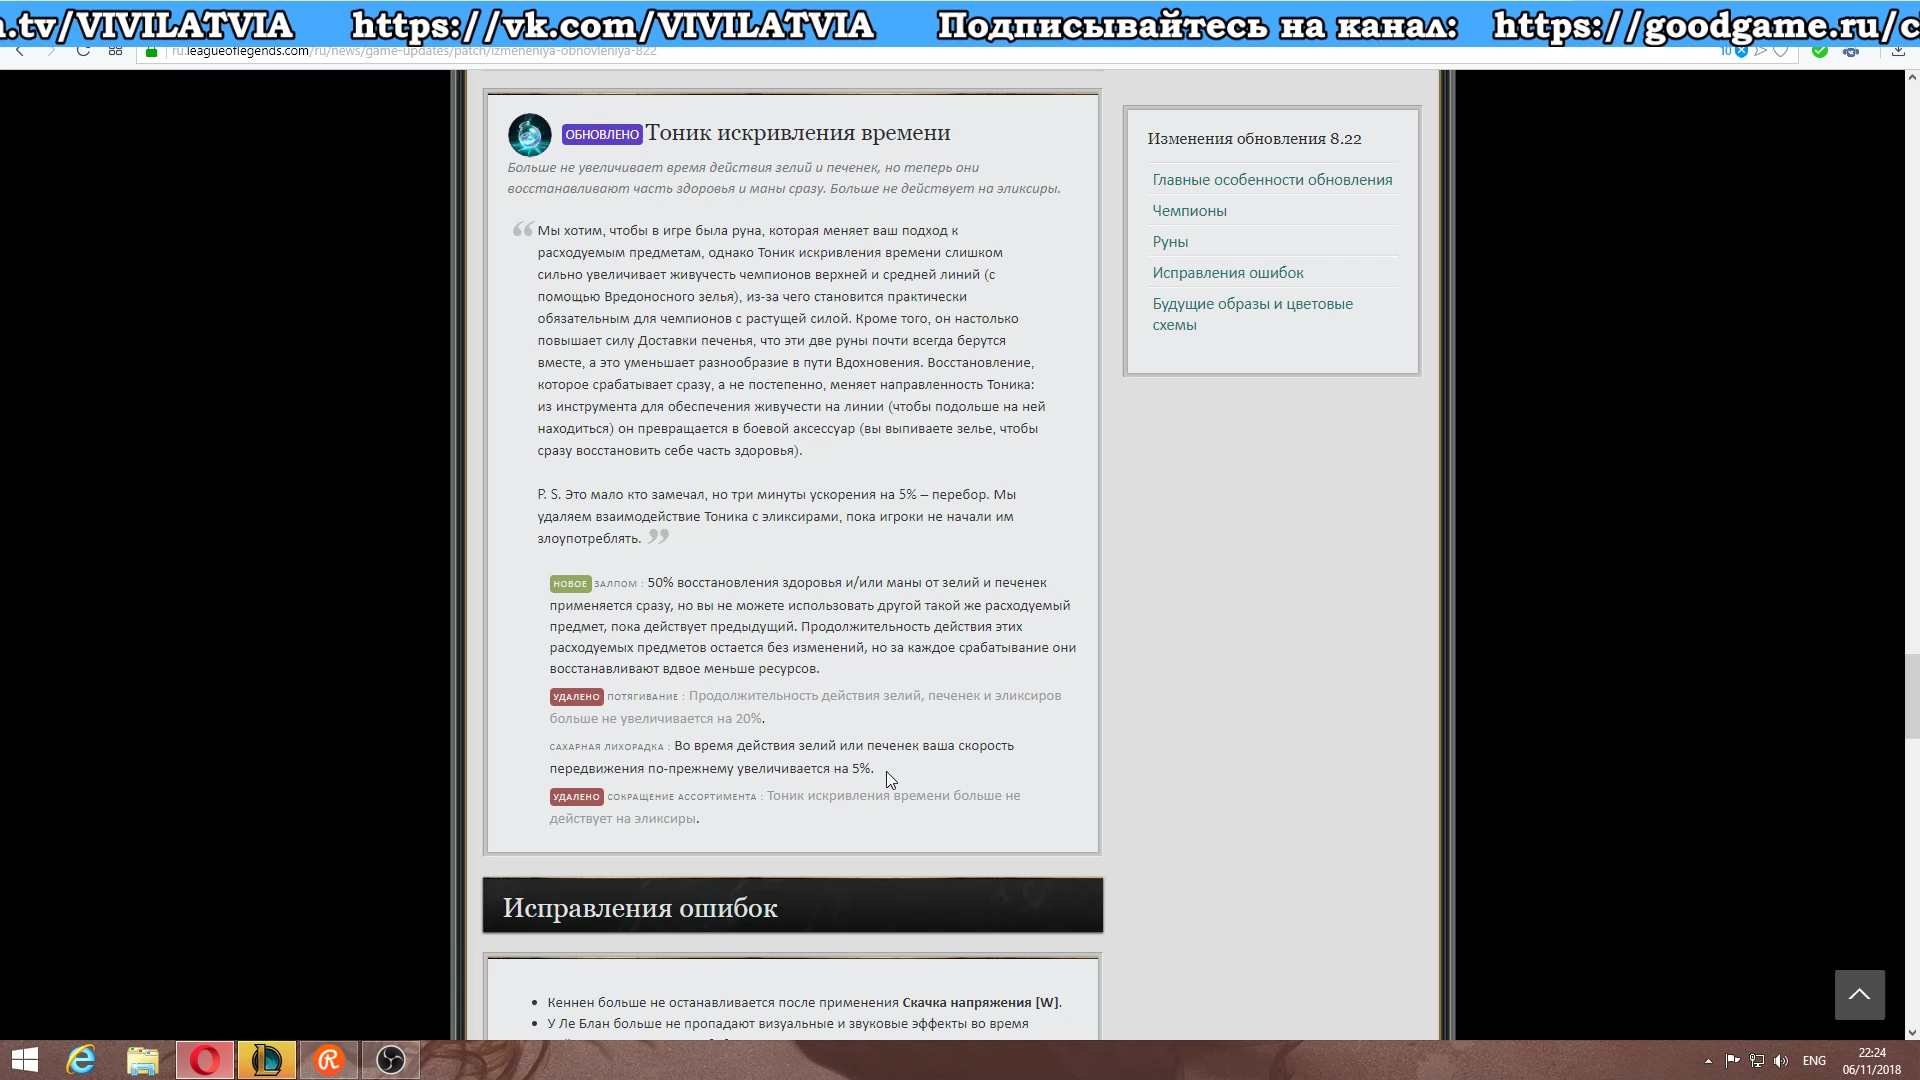 n.tv/VIVILATVIA https://vk.com/VIVILATVIA Подписывайтесь на канал: https://goodgame.ru/c
ru.leagueoflegends.com/ru/news/game-updates/patch/izmeneniya-obnovleniya-822
10
ОБНОВЛЕНО Тоник искривления времени
Больше не увеличивает время действия зелий и печенек, но теперь они
восстанавливают часть здоровья и маны сразу. Больше не действует на эликсиры.
“ Мы хотим, чтобы в игре была руна, которая меняет ваш подход к
расходуемым предметам, однако Тоник искривления времени слишком
сильно увеличивает живучесть чемпионов верхней и средней линий (с
помощью Вредоносного зелья), из-за чего становится практически
обязательным для чемпионов с растущей силой. Кроме того, он настолько
повышает силу Доставки печенья, что эти две руны почти всегда берутся
вместе, а это уменьшает разнообразие в пути Вдохновения. Восстановление,
которое срабатывает сразу, а не постепенно, меняет направленность Тоника:
из инструмента для обеспечения живучести на линии (чтобы подольше на ней
находиться) он превращается в боевой аксессуар (вы выпиваете зелье, чтобы
сразу восстановить себе часть здоровья).
P. S. Это мало кто замечал, но три минуты ускорения на 5% – перебор. Мы
удаляем взаимодействие Тоника с эликсирами, пока игроки не начали им
злоупотреблять. ”
НОВОЕ ЗАЛПОМ : 50% восстановления здоровья и/или маны от зелий и печенек
применяется сразу, но вы не можете использовать другой такой же расходуемый
предмет, пока действует предыдущий. Продолжительность действия этих
расходуемых предметов остается без изменений, но за каждое срабатывание они
восстанавливают вдвое меньше ресурсов.
УДАЛЕНО ПОТЯГИВАНИЕ : Продолжительность действия зелий, печенек и эликсиров
больше не увеличивается на 20%.
САХАРНАЯ ЛИХОРАДКА : Во время действия зелий или печенек ваша скорость
передвижения по-прежнему увеличивается на 5%.
УДАЛЕНО СОКРАЩЕНИЕ АССОРТИМЕНТА : Тоник искривления времени больше не
действует на эликсиры.
Исправления ошибок
• Кеннен больше не останавливается после применения Скачка напряжения [W].
• У Ле Блан больше не пропадают визуальные и звуковые эффекты во время
Изменения обновления 8.22
Главные особенности обновления
Чемпионы
Руны
Исправления ошибок
Будущие образы и цветовые
схемы
ENG
22:24
06/11/2018